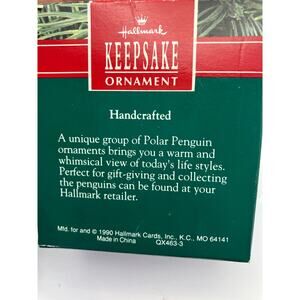 Hallmark
KEEPSAKE
ORNAMENT
Handcrafted
A unique group of Polar Penguin
ornaments brings you a warm and
whimsical view of today's life styles.
Perfect for gift-giving and collecting
the penguins can be found at your
Hallmark retailer.
Mfd. for and © 1990 Hallmark Cards, Inc., K.C., MO 64141
Made in China QX463-3